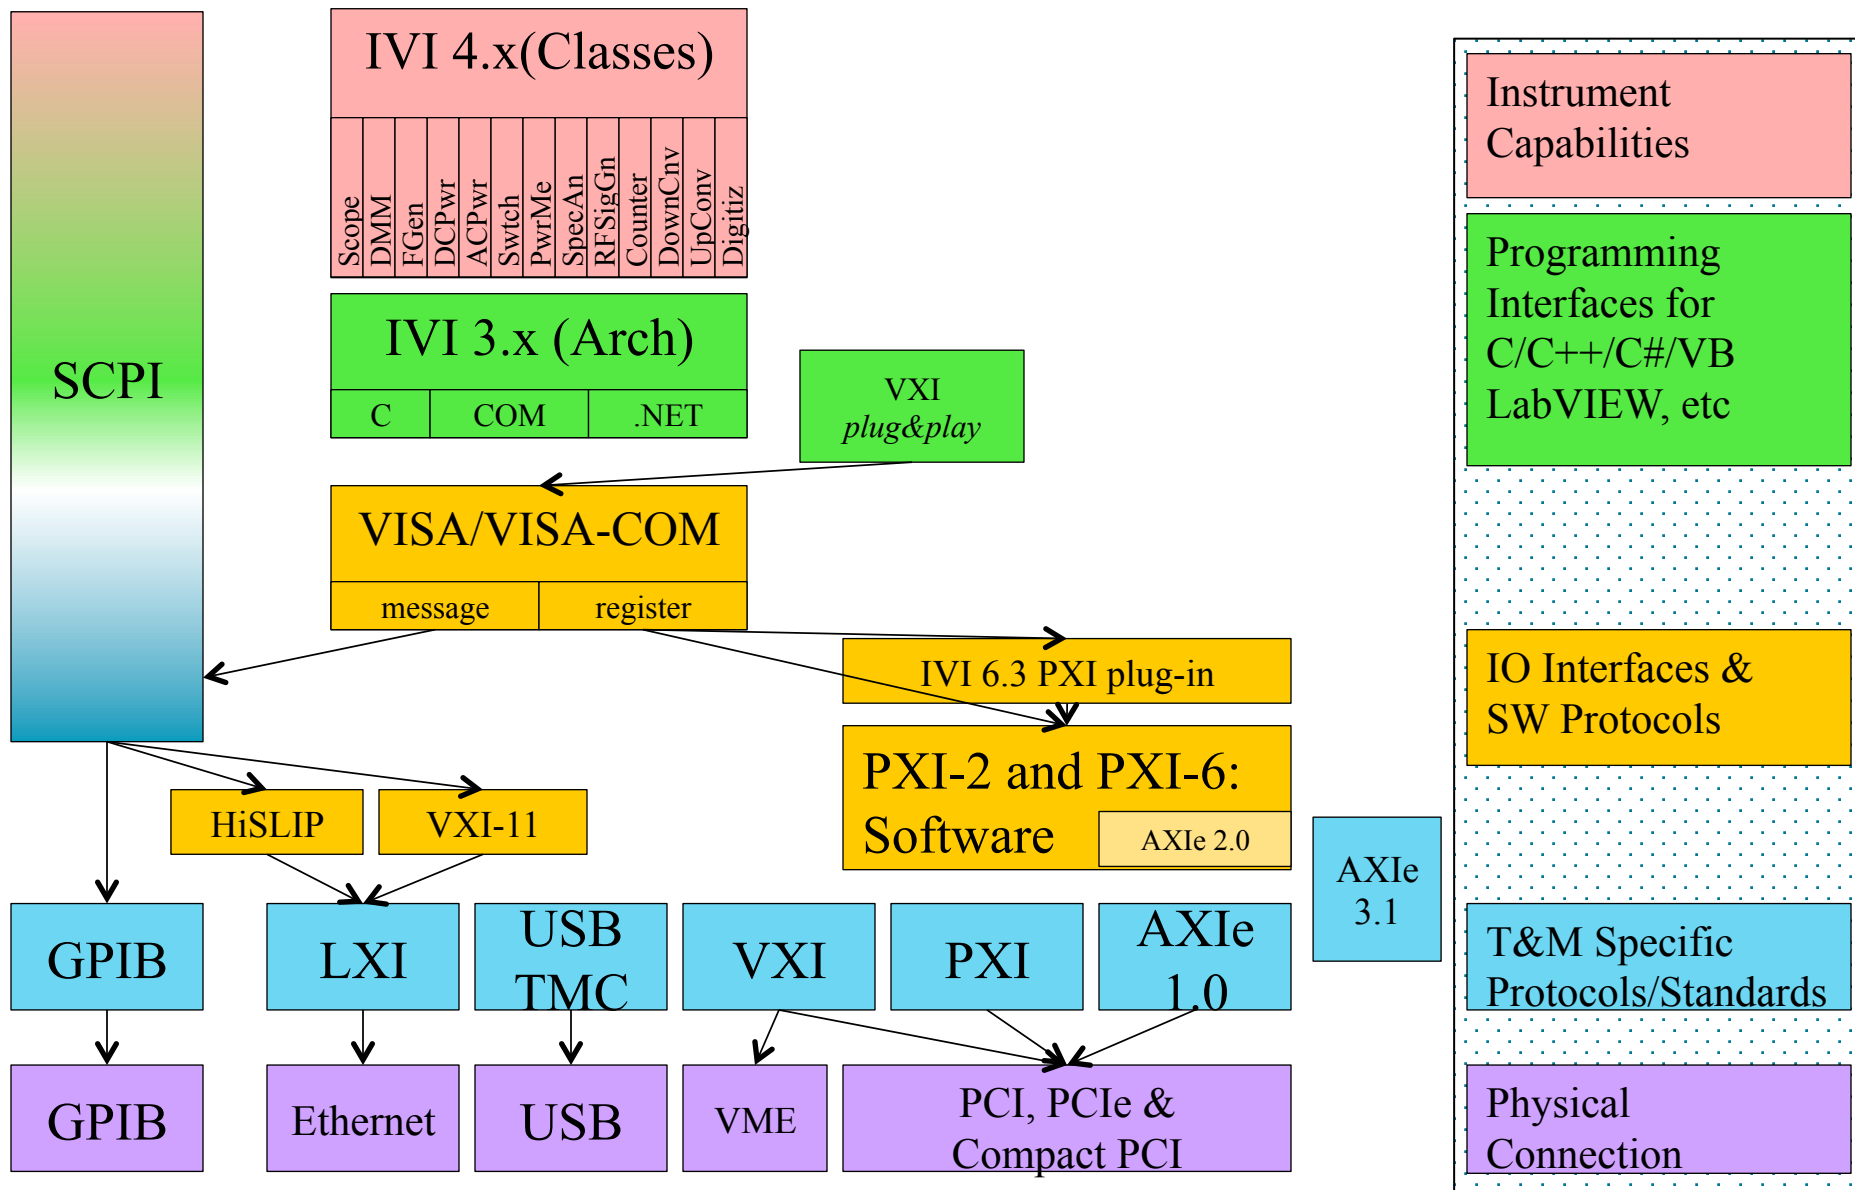 IVI 4.x(Classes)
Scope
DMM
FGen
DCPwr
ACPwr
Swtch
PwrMe
SpecAn
RFSigGn
Counter
DownCnv
UpConv
Digitiz
IVI 3.x (Arch)
C
COM
.NET
SCPI
VXI
plug&play
VISA/VISA-COM
message
register
IVI 6.3 PXI plug-in
PXI-2 and PXI-6:
Software
AXIe 2.0
HiSLIP
VXI-11
AXIe
3.1
GPIB
LXI
USB
TMC
VXI
PXI
AXIe
1.0
GPIB
Ethernet
USB
VME
PCI, PCIe &
Compact PCI
Instrument
Capabilities
Programming
Interfaces for
C/C++/C#/VB
LabVIEW, etc
IO Interfaces &
SW Protocols
T&M Specific
Protocols/Standards
Physical
Connection